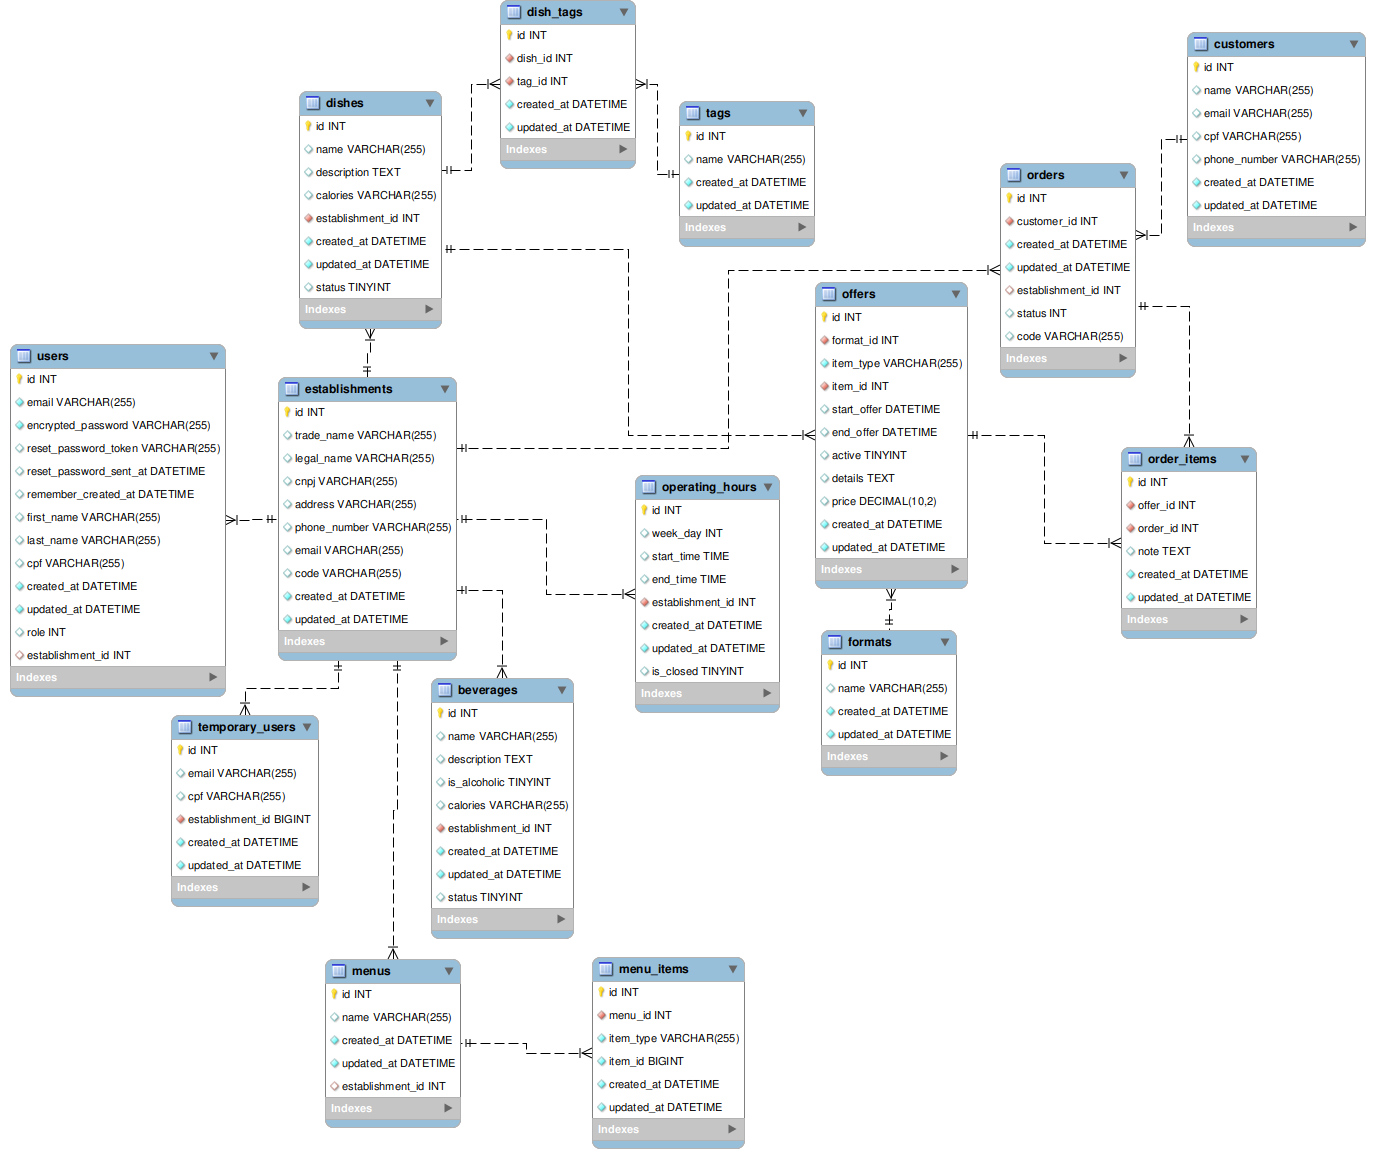 dish_tags
id INT
dish_id INT
tag_id INT
created_at DATETIME
updated_at DATETIME
Indexes
customers
id INT
name VARCHAR(255)
email VARCHAR(255)
cpf VARCHAR(255)
phone_number VARCHAR(255)
created_at DATETIME
updated_at DATETIME
Indexes
dishes
id INT
name VARCHAR(255)
description TEXT
calories VARCHAR(255)
establishment_id INT
created_at DATETIME
updated_at DATETIME
status TINYINT
Indexes
tags
id INT
name VARCHAR(255)
created_at DATETIME
updated_at DATETIME
Indexes
orders
id INT
customer_id INT
created_at DATETIME
updated_at DATETIME
establishment_id INT
status INT
code VARCHAR(255)
Indexes
offers
id INT
format_id INT
item_type VARCHAR(255)
item_id INT
start_offer DATETIME
end_offer DATETIME
active TINYINT
details TEXT
price DECIMAL(10,2)
created_at DATETIME
updated_at DATETIME
Indexes
users
id INT
email VARCHAR(255)
encrypted_password VARCHAR(255)
reset_password_token VARCHAR(255)
reset_password_sent_at DATETIME
remember_created_at DATETIME
first_name VARCHAR(255)
last_name VARCHAR(255)
cpf VARCHAR(255)
created_at DATETIME
updated_at DATETIME
role INT
establishment_id INT
Indexes
establishments
id INT
trade_name VARCHAR(255)
legal_name VARCHAR(255)
cnpj VARCHAR(255)
address VARCHAR(255)
phone_number VARCHAR(255)
email VARCHAR(255)
code VARCHAR(255)
created_at DATETIME
updated_at DATETIME
Indexes
order_items
id INT
offer_id INT
order_id INT
note TEXT
created_at DATETIME
updated_at DATETIME
Indexes
operating_hours
id INT
week_day INT
start_time TIME
end_time TIME
establishment_id INT
created_at DATETIME
updated_at DATETIME
is_closed TINYINT
Indexes
formats
id INT
name VARCHAR(255)
created_at DATETIME
updated_at DATETIME
Indexes
beverages
id INT
name VARCHAR(255)
description TEXT
is_alcoholic TINYINT
calories VARCHAR(255)
establishment_id INT
created_at DATETIME
updated_at DATETIME
status TINYINT
Indexes
temporary_users
id INT
email VARCHAR(255)
cpf VARCHAR(255)
establishment_id BIGINT
created_at DATETIME
updated_at DATETIME
Indexes
menus
id INT
name VARCHAR(255)
created_at DATETIME
updated_at DATETIME
establishment_id INT
Indexes
menu_items
id INT
menu_id INT
item_type VARCHAR(255)
item_id BIGINT
created_at DATETIME
updated_at DATETIME
Indexes